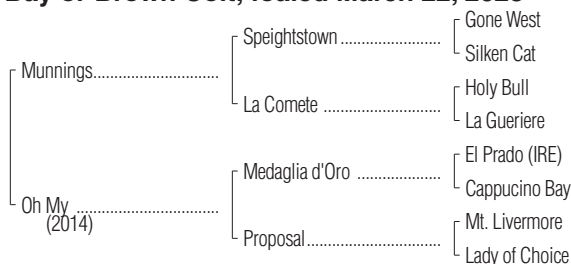 Bay or Brown Colt; foaled March 22,
Gone West
Speightstown
Silken Cat
Munnings
Holy Bull
La Comete
La Gueriere
El Prado (IRE)
Medaglia d'Oro
Cappucino Bay
Oh My
(2014)
Mt. Livermore
Proposal
Lady of Choice